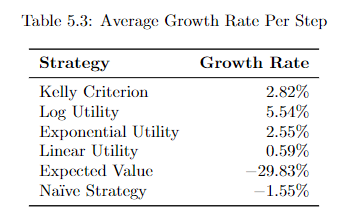 Table 5.3: Average Growth Rate Per Step
Strategy Growth Rate
Kelly Criterion 2.82%
Log Utility 5.54%
Exponential Utility 2.55%
Linear Utility 0.59%
Expected Value −29.83%
Naïve Strategy −1.55%